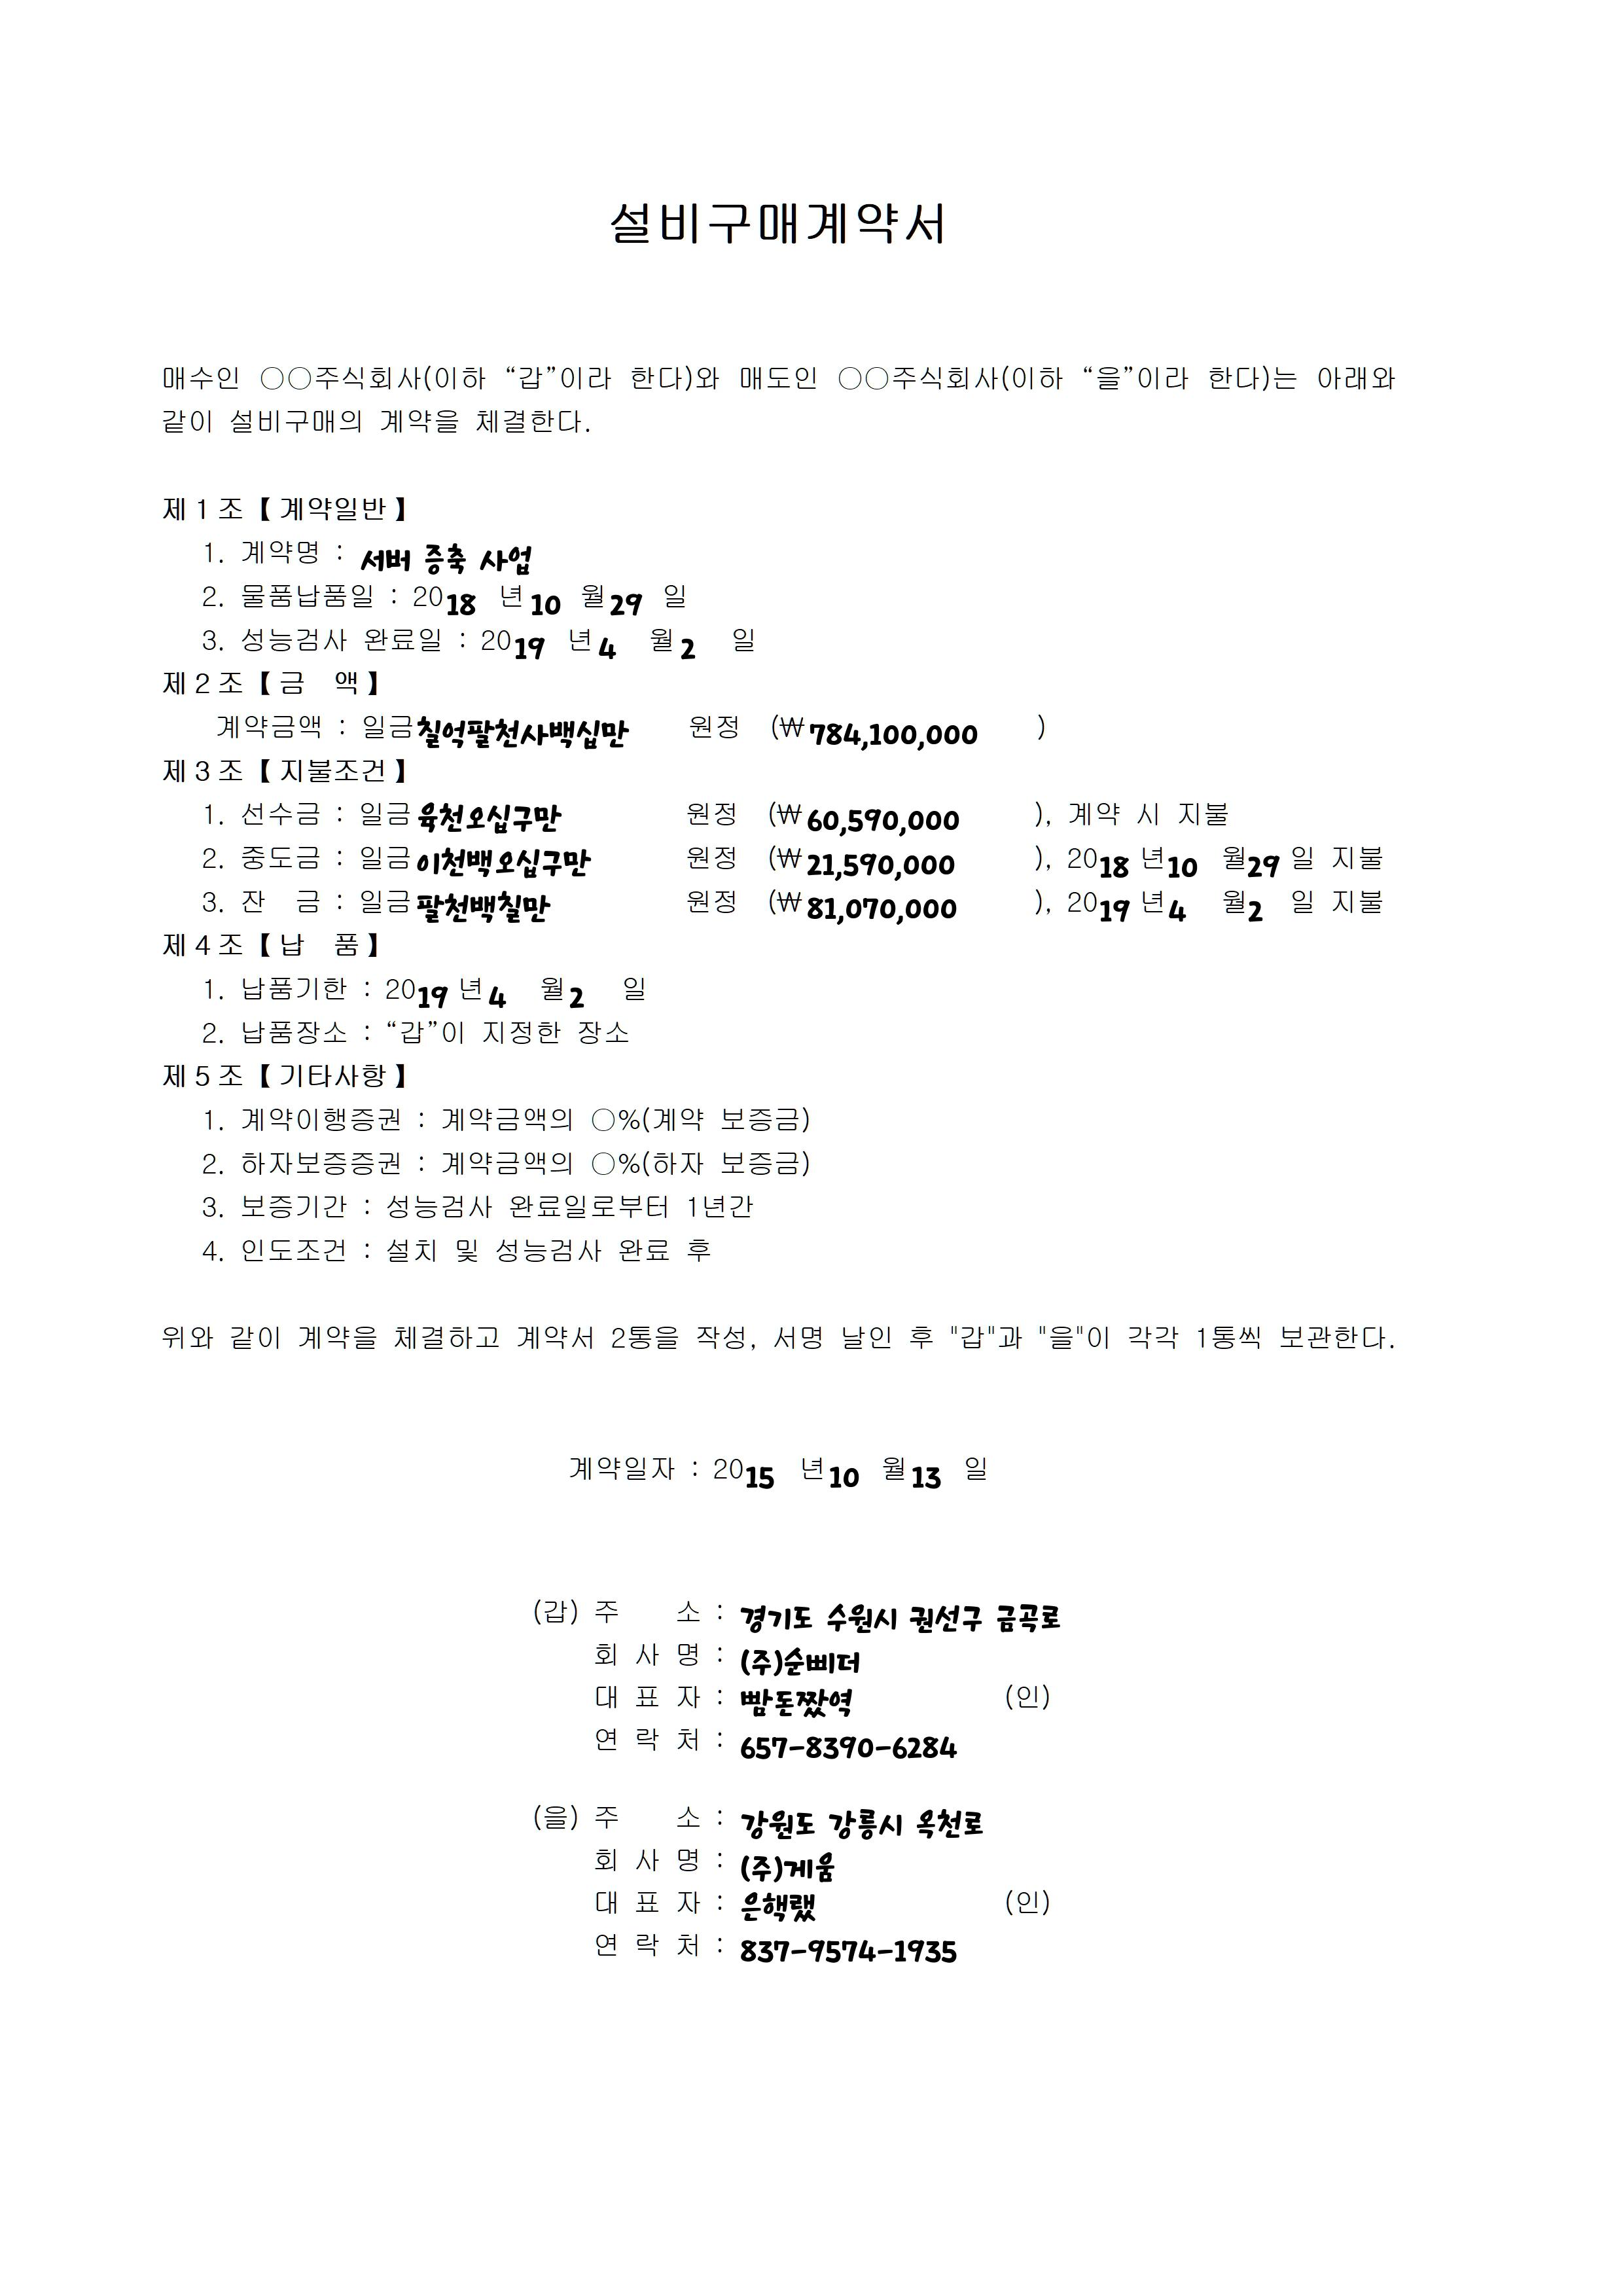 설비구매계약서
매수인 ○○주식회사(이하 “갑”이라 한다)와 매도인 ○○주식회사(이하 “을”이라 한다)는 아래와
같이 설비구매의 계약을 체결한다.
제1조【계약일반】
1. 계약명 : 서버 증축 사업
2. 물품납품일 : 2018 년 10 월 29 일
3. 성능검사 완료일 : 2019 년 4 월 2 일
제2조【금 액】
계약금액 : 일금 칠억팔천사백십만 원정 (₩784,100,000 )
제3조【지불조건】
1. 선수금 : 일금 육천오십구만 원정 (₩60,590,000 ), 계약 시 지불
2. 중도금 : 일금 이천백오십구만 원정 (₩21,590,000 ), 2018 년 10 월 29 일 지불
3. 잔 금 : 일금 팔천백칠만 원정 (₩81,070,000 ), 2019 년 4 월 2 일 지불
제4조【납 품】
1. 납품기한 : 2019 년 4 월 2 일
2. 납품장소 : “갑”이 지정한 장소
제5조【기타사항】
1. 계약이행증권 : 계약금액의 ○%(계약 보증금)
2. 하자보증증권 : 계약금액의 ○%(하자 보증금)
3. 보증기간 : 성능검사 완료일로부터 1년간
4. 인도조건 : 설치 및 성능검사 완료 후
위와 같이 계약을 체결하고 계약서 2통을 작성, 서명 날인 후 "갑"과 "을"이 각각 1통씩 보관한다.
계약일자 : 2015 년 10 월 13 일
(갑) 주 소 : 경기도 수원시 권선구 금곡로
회 사 명 : (주)순삐더
대 표 자 : 빰돈짰역 (인)
연 락 처 : 657-8390-6284
(을) 주 소 : 강원도 강릉시 옥천로
회 사 명 : (주)게움
대 표 자 : 은핵랬 (인)
연 락 처 : 837-9574-1935